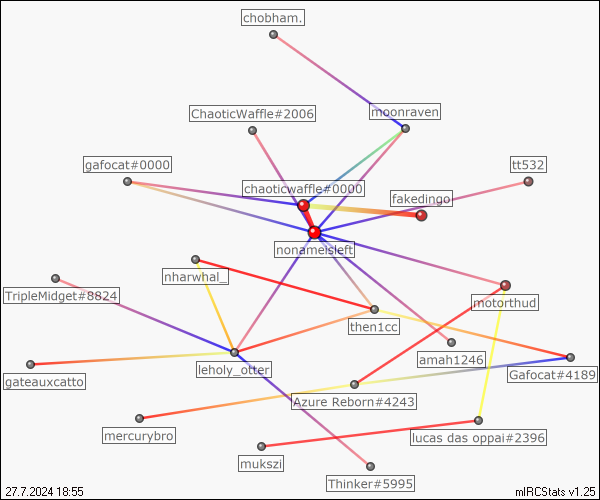 chobham.
ChaoticWaffle#2006
moonraven
gafocat#0000
tt532
chaoticwaffle#0000
fakedingo
nonameisleft
nharwhal_
TripleMidget#8824
motorthud
then1cc
amah1246
leholy_otter
Gafocat#4189
gateauxcatto
Azure Reborn#4243
mercurybro
lucas das oppai#2396
mukszi
Thinker#5995
27.7.2024 18:55
mIRCStats v1.25